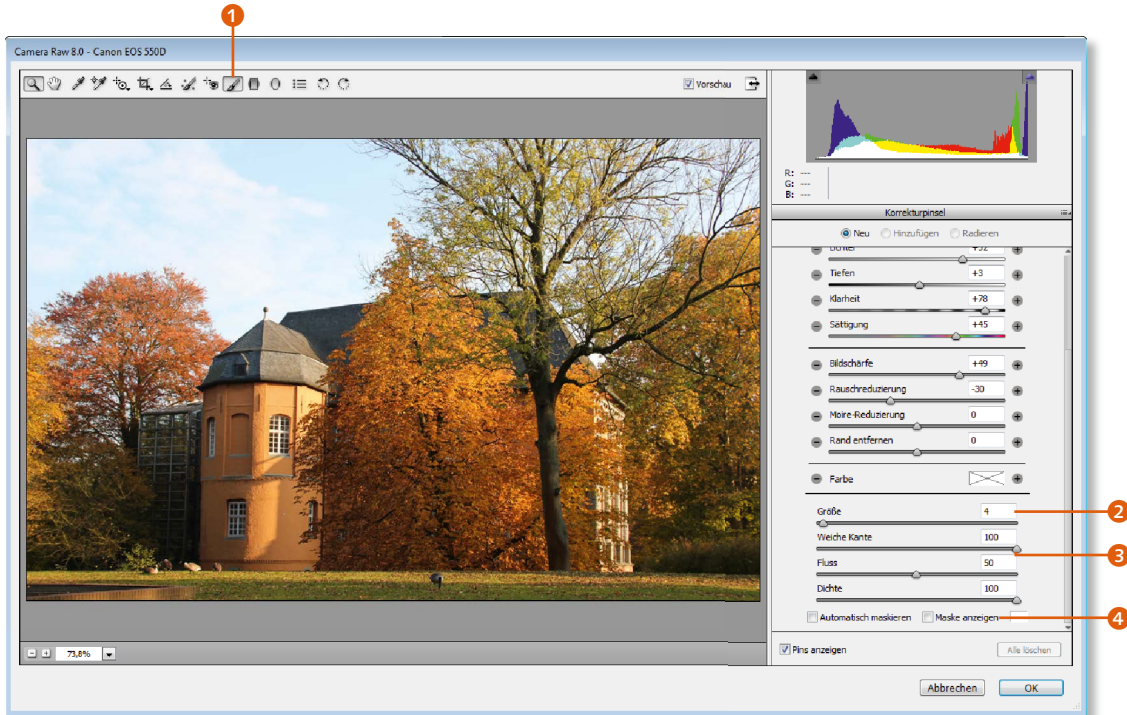 1
Camera Raw 8.0 - Canon EOS 550D
Vorschau
R: ---
G: ---
B: ---
Korrekturpinsel
Neu Hinzufügen Radieren
Lichter +52
Tiefen +3
Klarheit +78
Sättigung +45
Bildschärfe +49
Rauschreduzierung -30
Moire-Reduzierung 0
Rand entfernen 0
Farbe
Größe 4 2
Weiche Kante 100
3
Fluss 50
Dichte 100
Automatisch maskieren Maske anzeigen 4
73,8% Pins anzeigen Alle löschen
Abbrechen OK